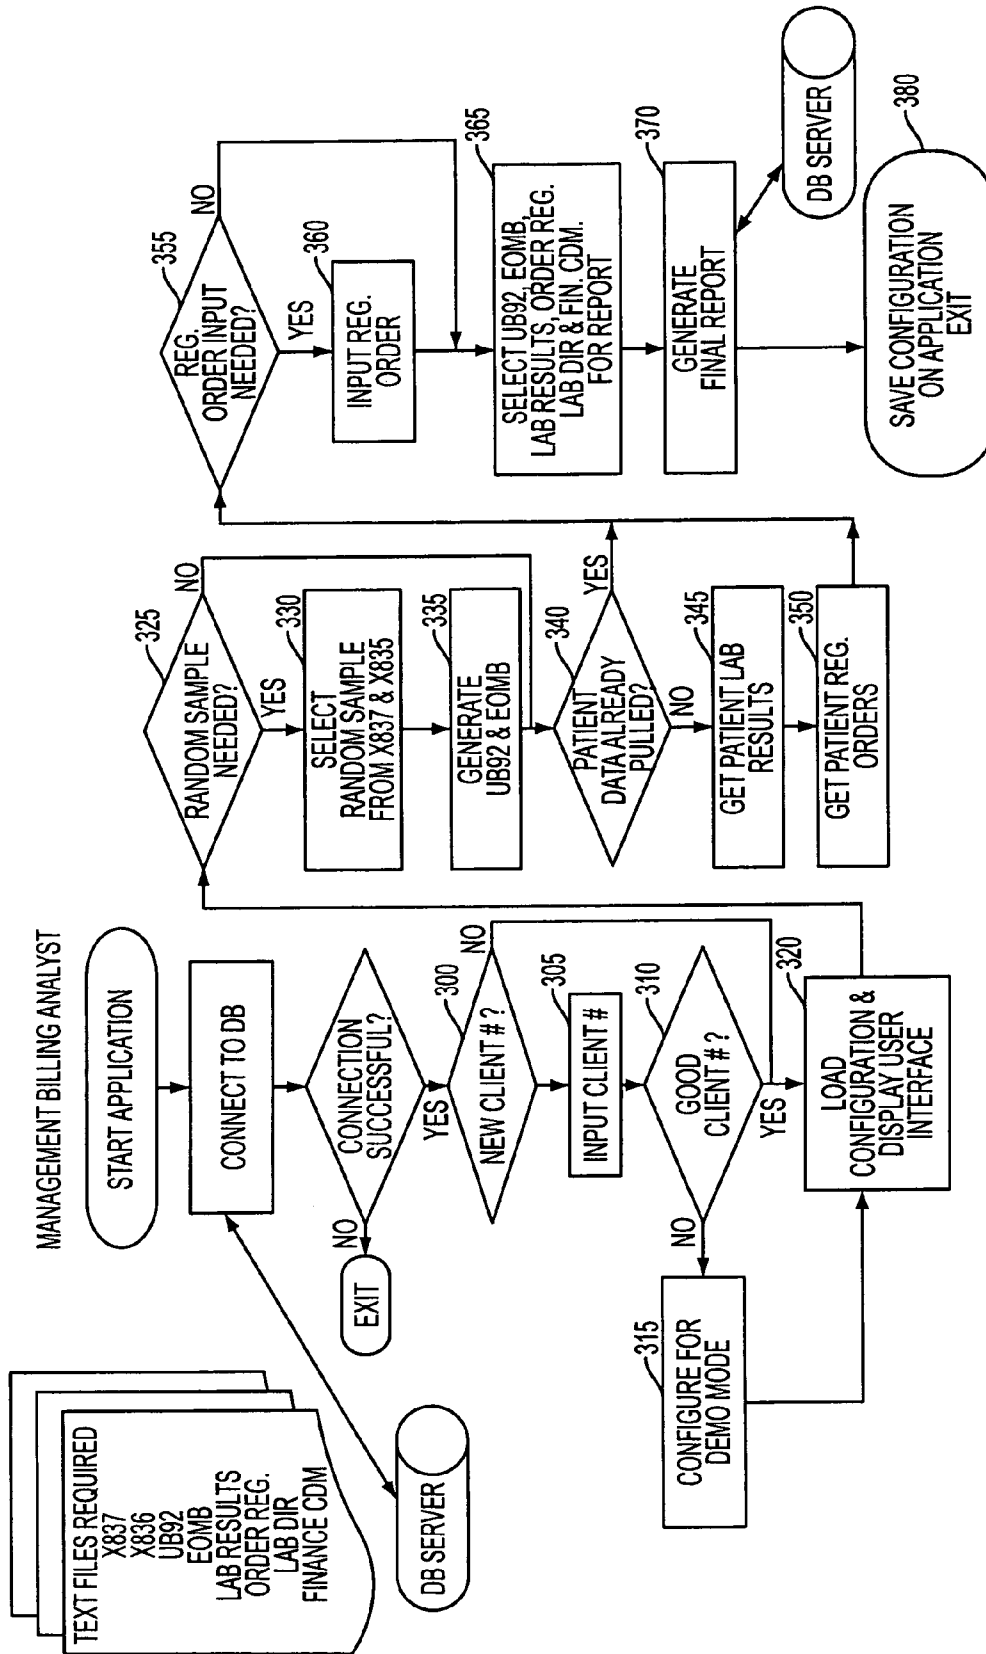 MANAGEMENT BILLING ANALYST
TEXT FILES REQUIRED
X837
X836
UB92
EOMB
LAB RESULTS
ORDER REG.
LAB DIR
FINANCE CDM
DB SERVER
START APPLICATION
CONNECT TO DB
CONNECTION
SUCCESSFUL?
NO
EXIT
YES
300
NEW CLIENT # ?
NO
305
INPUT CLIENT #
310
GOOD
CLIENT # ?
NO
YES
315
CONFIGURE FOR
DEMO MODE
320
LOAD
CONFIGURATION &
DISPLAY USER
INTERFACE
325
RANDOM SAMPLE
NEEDED?
NO
YES
330
SELECT
RANDOM SAMPLE
FROM X837 & X835
335
GENERATE
UB92 & EOMB
340
PATIENT
DATA ALREADY
PULLED?
YES
NO
345
GET PATIENT LAB
RESULTS
350
GET PATIENT REG.
ORDERS
355
REG.
ORDER INPUT
NEEDED?
NO
YES
360
INPUT REG.
ORDER
365
SELECT UB92, EOMB,
LAB RESULTS, ORDER REG.
LAB DIR & FIN. CDM.
FOR REPORT
370
GENERATE
FINAL REPORT
DB SERVER
380
SAVE CONFIGURATION
ON APPLICATION
EXIT